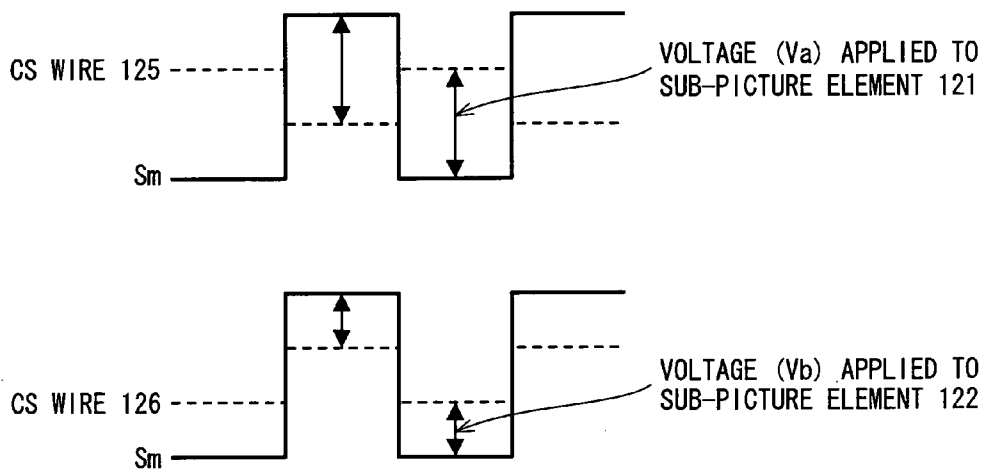 CS WIRE 125
VOLTAGE (Va) APPLIED TO
SUB-PICTURE ELEMENT 121
Sm
CS WIRE 126
VOLTAGE (Vb) APPLIED TO
SUB-PICTURE ELEMENT 122
Sm